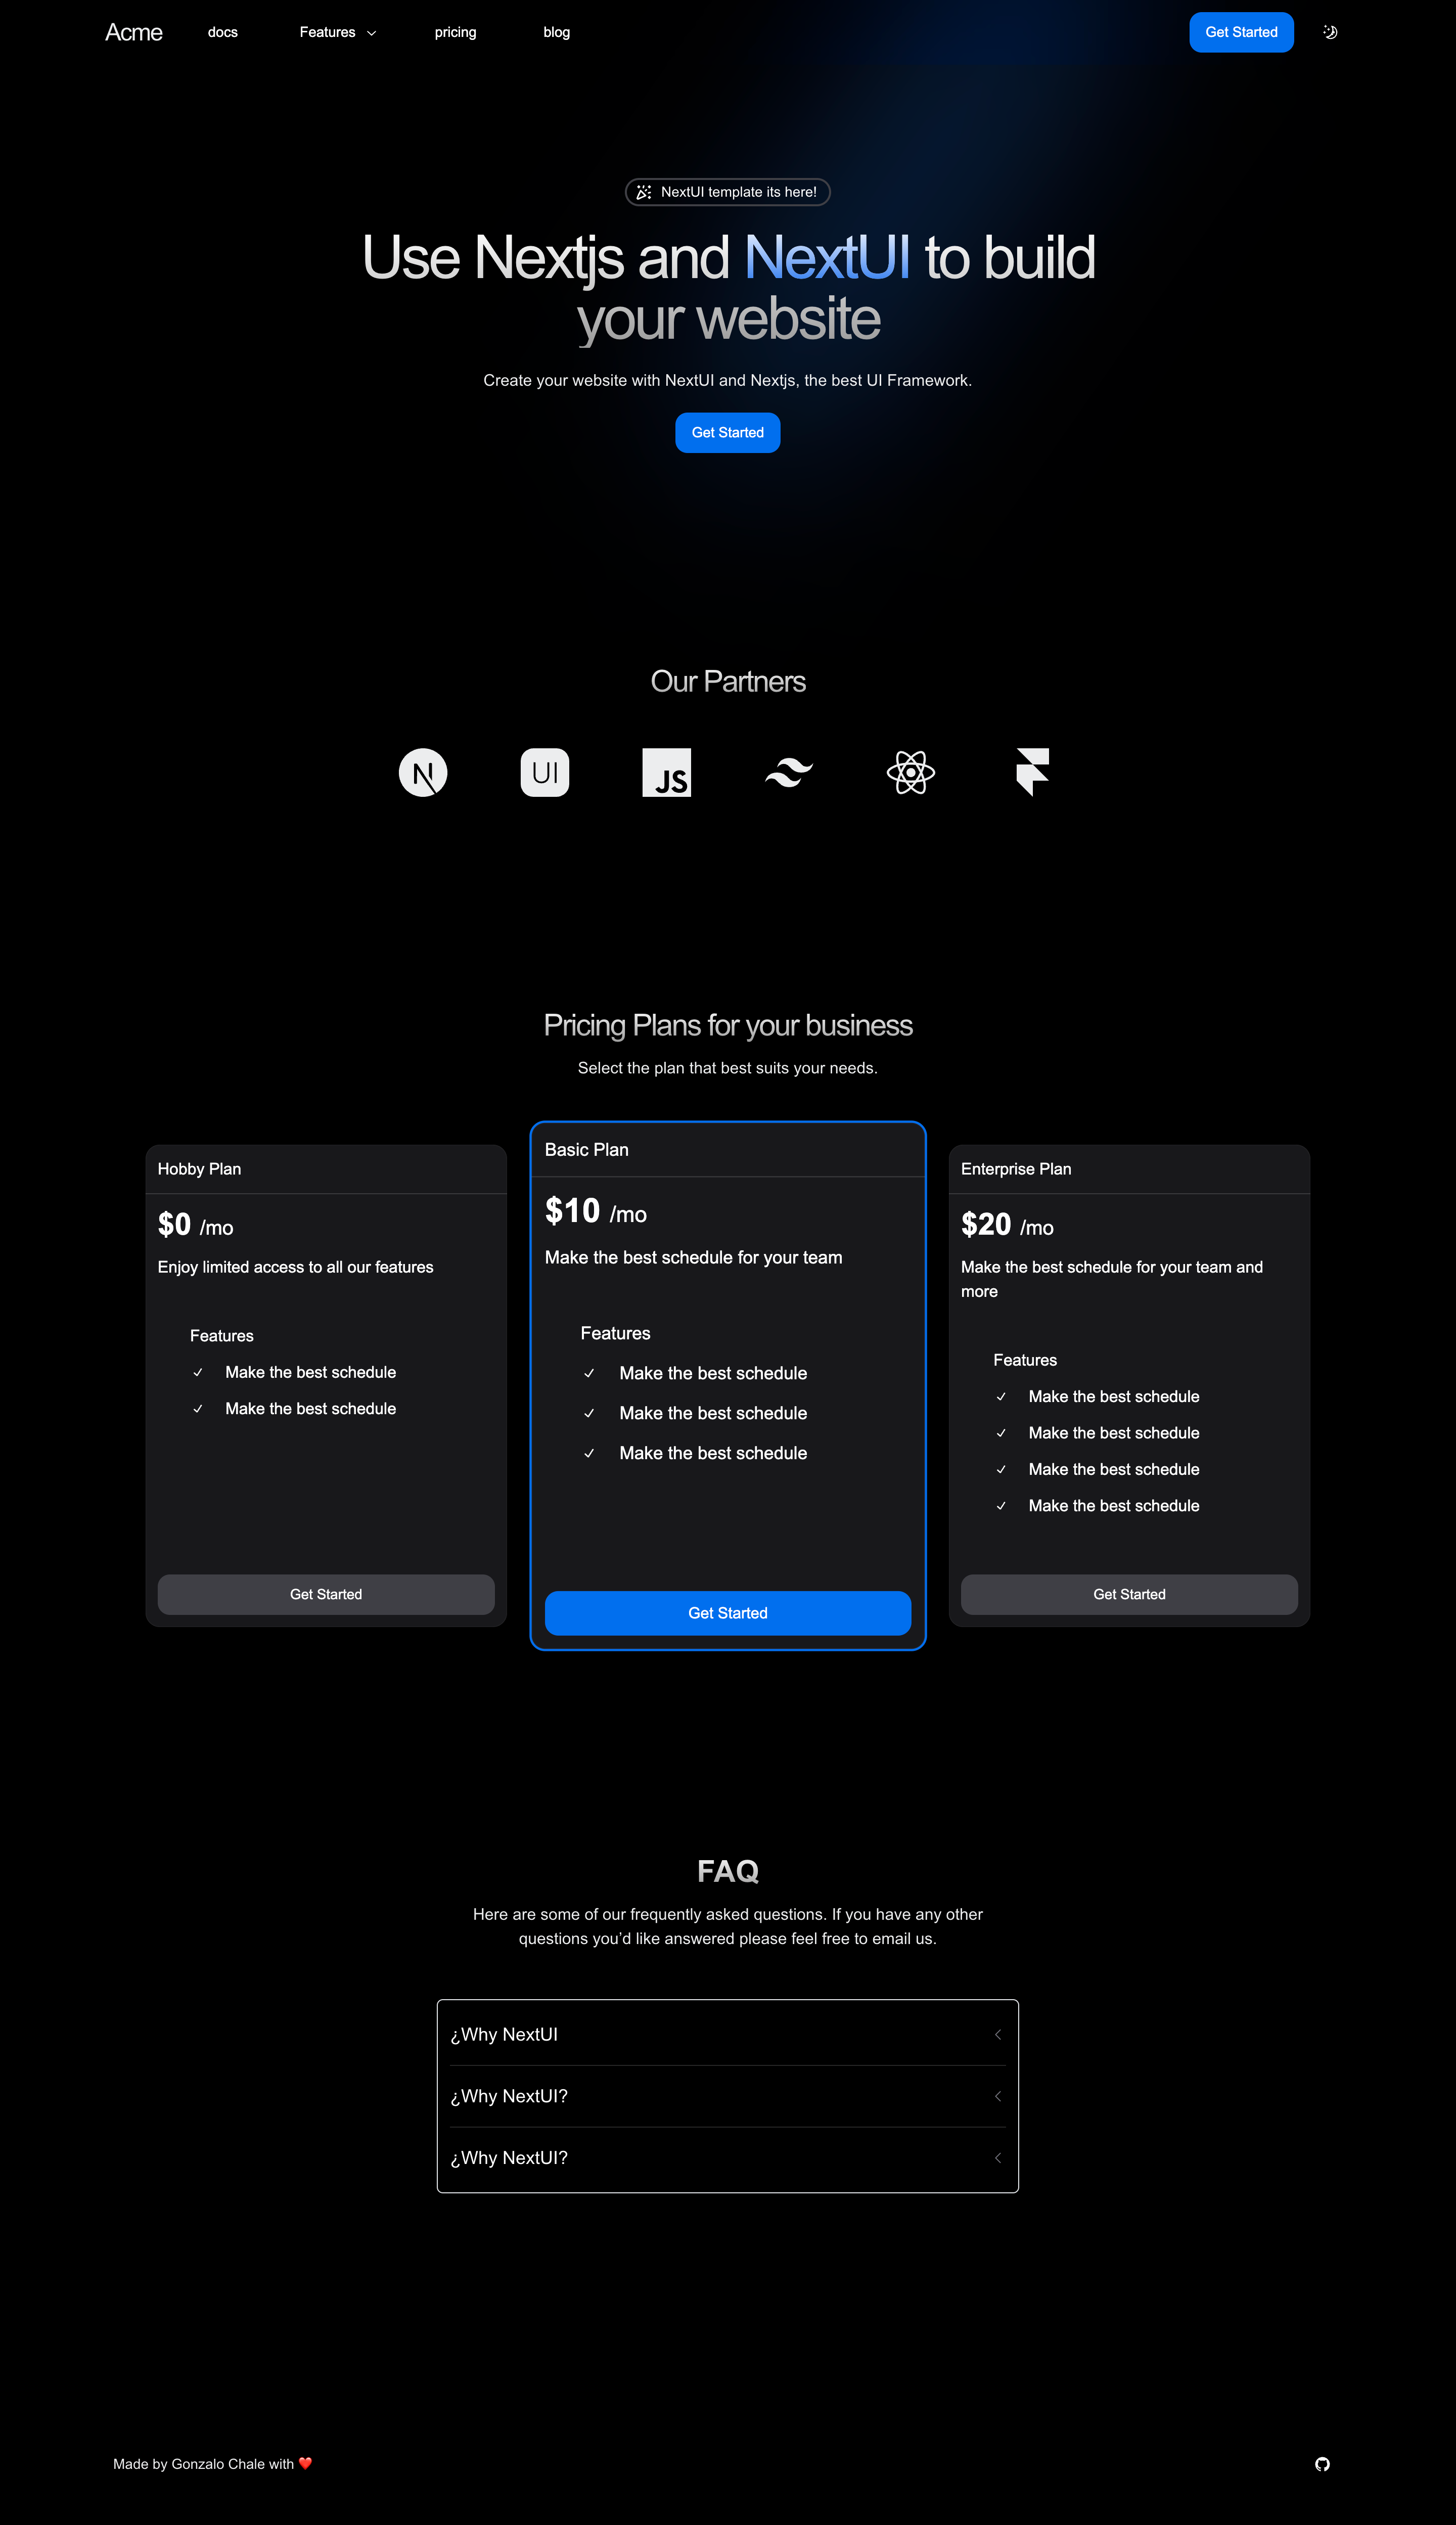 Acme
docs
Features
pricing
blog
Get Started
NextUI template its here!
Use Nextjs and NextUI to build
your website
Create your website with NextUI and Nextjs, the best UI Framework.
Get Started
Our Partners
N
UI
JS
Pricing Plans for your business
Select the plan that best suits your needs.
Hobby Plan
$0 /mo
Enjoy limited access to all our features
Features
Make the best schedule
Make the best schedule
Get Started
Basic Plan
$10 /mo
Make the best schedule for your team
Features
Make the best schedule
Make the best schedule
Make the best schedule
Get Started
Enterprise Plan
$20 /mo
Make the best schedule for your team and
more
Features
Make the best schedule
Make the best schedule
Make the best schedule
Make the best schedule
Get Started
FAQ
Here are some of our frequently asked questions. If you have any other
questions you'd like answered please feel free to email us.
¿Why NextUI
¿Why NextUI?
¿Why NextUI?
Made by Gonzalo Chale with ❤️